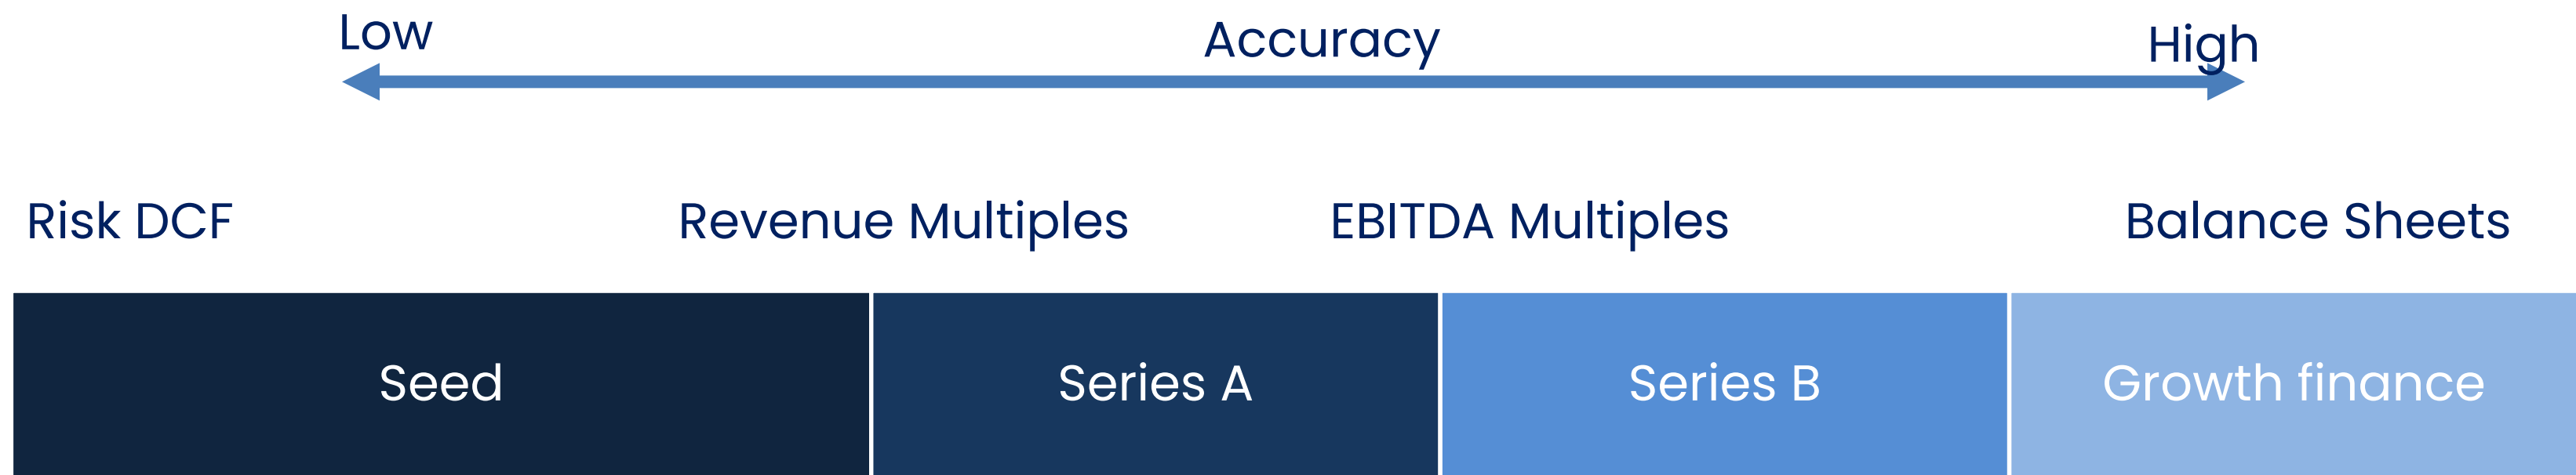 Low Accuracy High
Risk DCF Revenue Multiples EBITDA Multiples Balance Sheets
Seed Series A Series B Growth finance